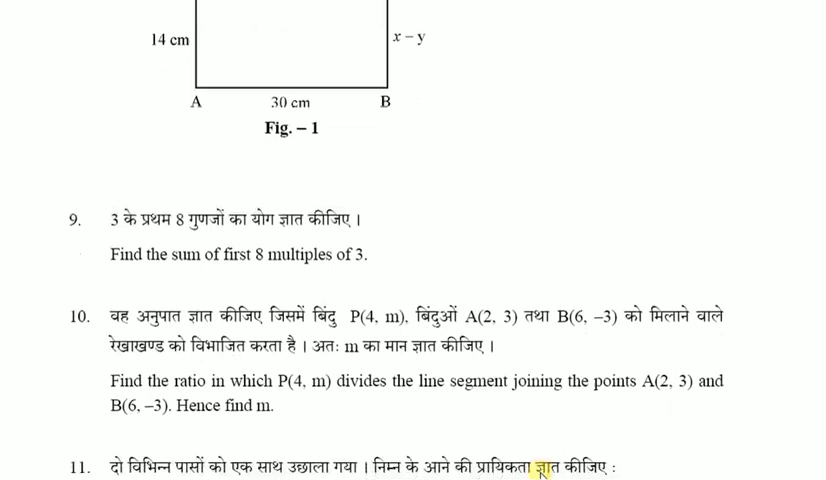 14 cm
x – y
A 30 cm B
Fig. – 1
9. 3 के प्रथम 8 गुणजों का योग ज्ञात कीजिए ।
Find the sum of first 8 multiples of 3.
10. वह अनुपात ज्ञात कीजिए जिसमें बिंदु P(4, m), बिंदुओं A(2, 3) तथा B(6, –3) को मिलाने वाले
रेखाखण्ड को विभाजित करता है । अतः m का मान ज्ञात कीजिए ।
Find the ratio in which P(4, m) divides the line segment joining the points A(2, 3) and
B(6, –3). Hence find m.
11. दो विभिन्न पासों को एक साथ उछाला गया । निम्न के आने की प्रायिकता ज्ञात कीजिए :